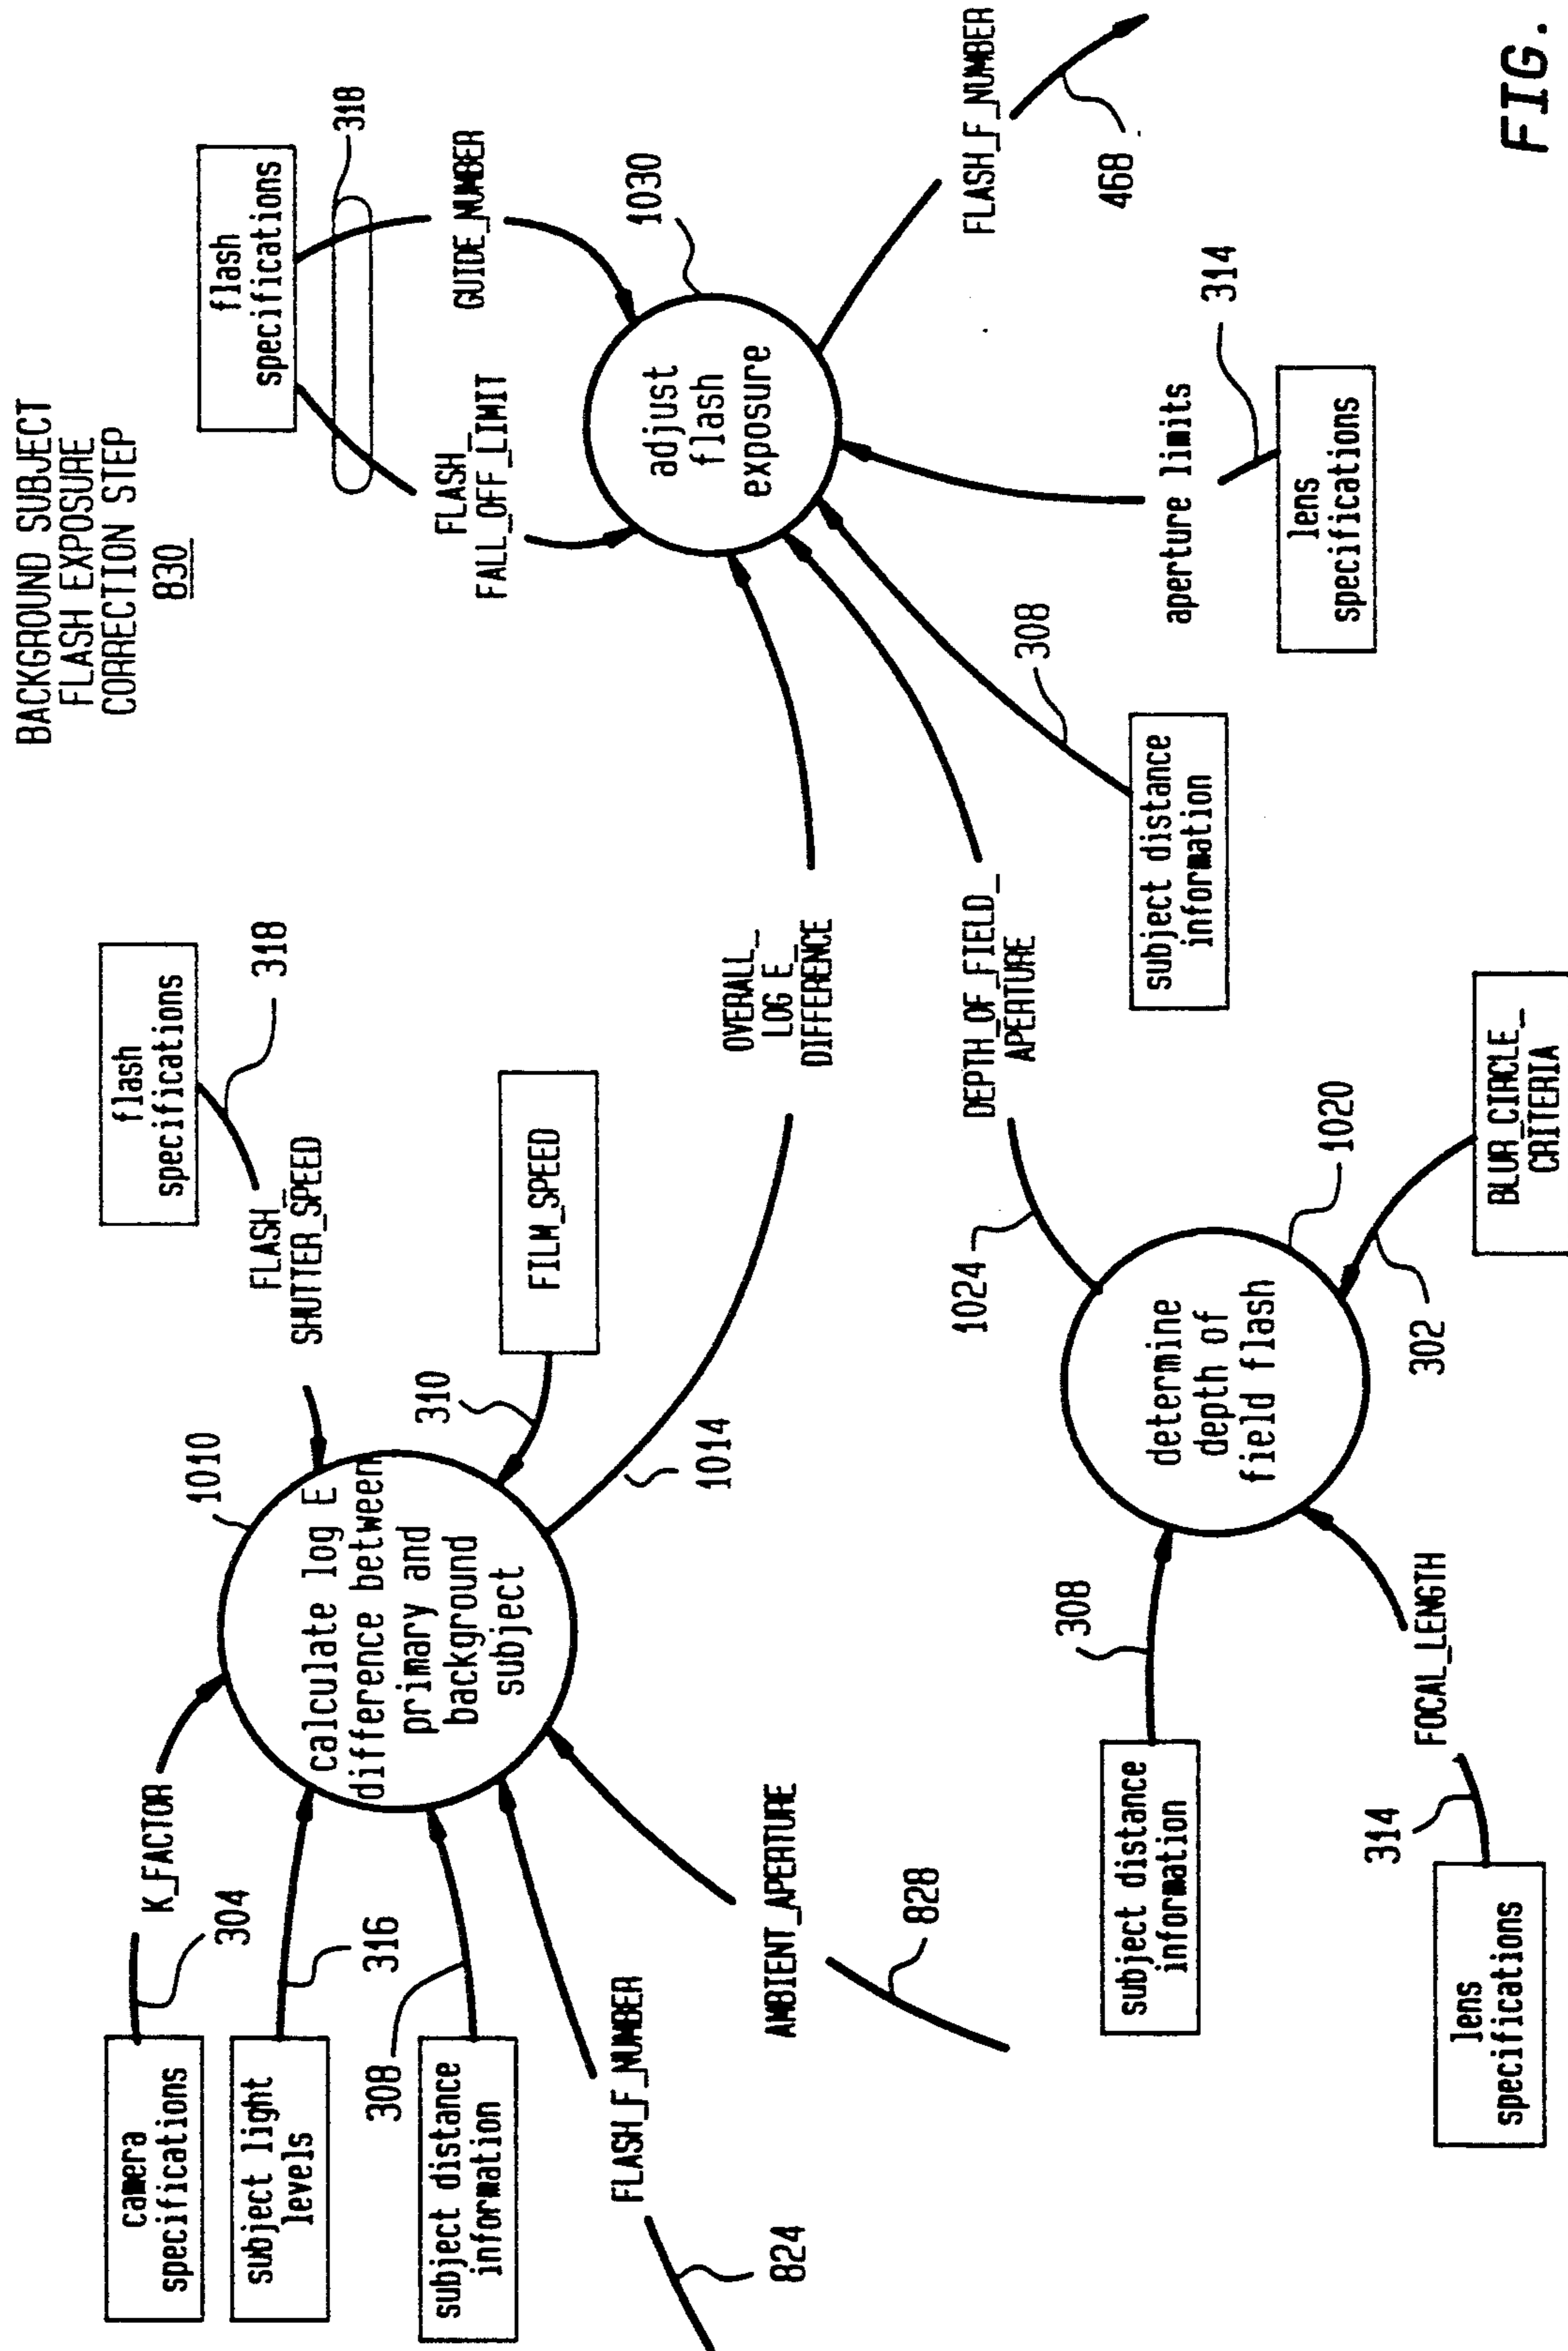 BACKGROUND SUBJECT
FLASH EXPOSURE
CORRECTION STEP
830
camera
specifications
304
K_FACTOR
subject light
levels
316
subject distance
information
308
FLASH_F_NUMBER
824
AMBIENT_APERTURE
828
1010
calculate log E
difference between
primary and
background
subject
flash
specifications
318
FLASH_
SHUTTER_SPEED
FILM_SPEED
310
1014
OVERALL_
LOG E_
DIFFERENCE
flash
specifications
318
FLASH_
FALL_OFF_LIMIT
GUIDE_NUMBER
1030
adjust
flash
exposure
FLASH_F_NUMBER
468
subject distance
information
308
aperture limits
314
lens
specifications
DEPTH_OF_FIELD_
APERTURE
1024
subject distance
information
308
determine
depth of
field flash
1020
lens
specifications
314
FOCAL_LENGTH
302
BLUR_CIRCLE_
CRITERIA
FIG.